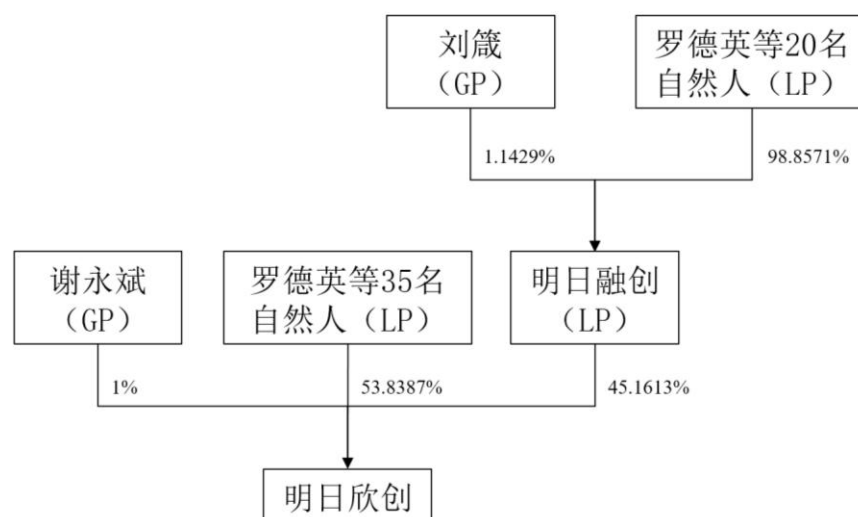 刘箴
（GP）
罗德英等20名
自然人（LP）
1.1429%
98.8571%
谢永斌
（GP）
罗德英等35名
自然人（LP）
明日融创
（LP）
1%
53.8387%
45.1613%
明日欣创